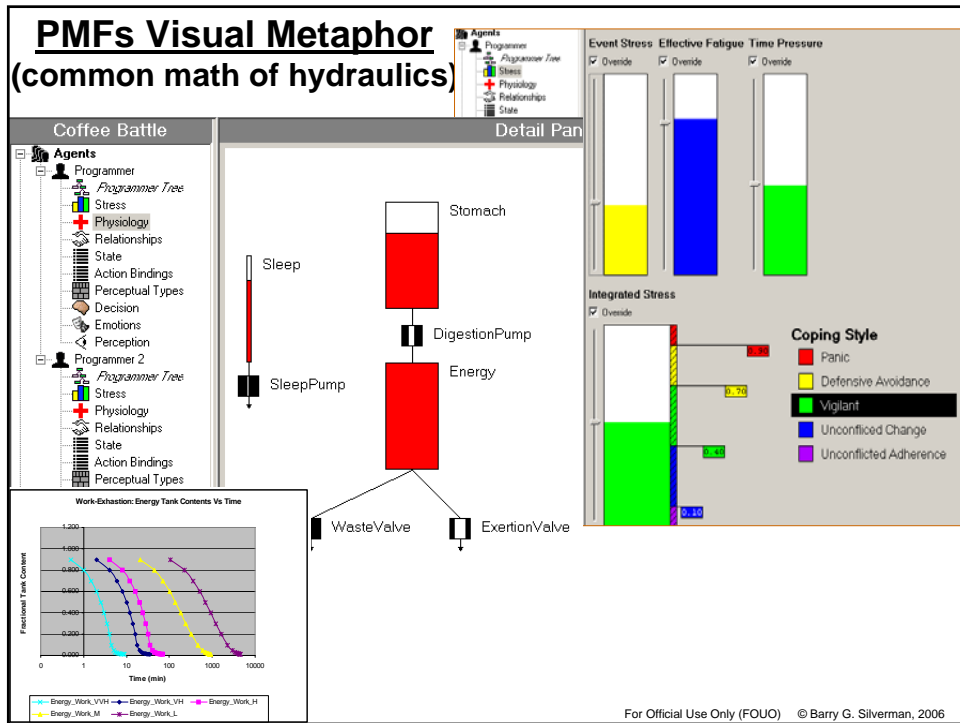 PMFs Visual Metaphor
(common math of hydraulics)
Agents
Programmer
Programmer Tree
Stress
Physiology
Relationships
State
Event Stress Effective Fatigue Time Pressure
Override Override Override
Integrated Stress
Override
0.90
0.70
0.40
0.10
Coping Style
Panic
Defensive Avoidance
Vigilant
Unconfliced Change
Unconflicted Adherence
Coffee Battle
Detail Pan
Agents
Programmer
Programmer Tree
Stress
Physiology
Relationships
State
Action Bindings
Perceptual Types
Decision
Emotions
Perception
Programmer 2
Programmer Tree
Stress
Physiology
Relationships
State
Action Bindings
Perceptual Types
Stomach
Sleep
DigestionPump
Energy
SleepPump
WasteValve
ExertionValve
Work-Exhastion: Energy Tank Contents Vs Time
Fractional Tank Content
1.200
1.000
0.800
0.600
0.400
0.200
0.000
0 1 10 100 1000 10000
Time (min)
Energy_Work_VVH Energy_Work_VH Energy_Work_H
Energy_Work_M Energy_Work_L
For Official Use Only (FOUO) © Barry G. Silverman, 2006